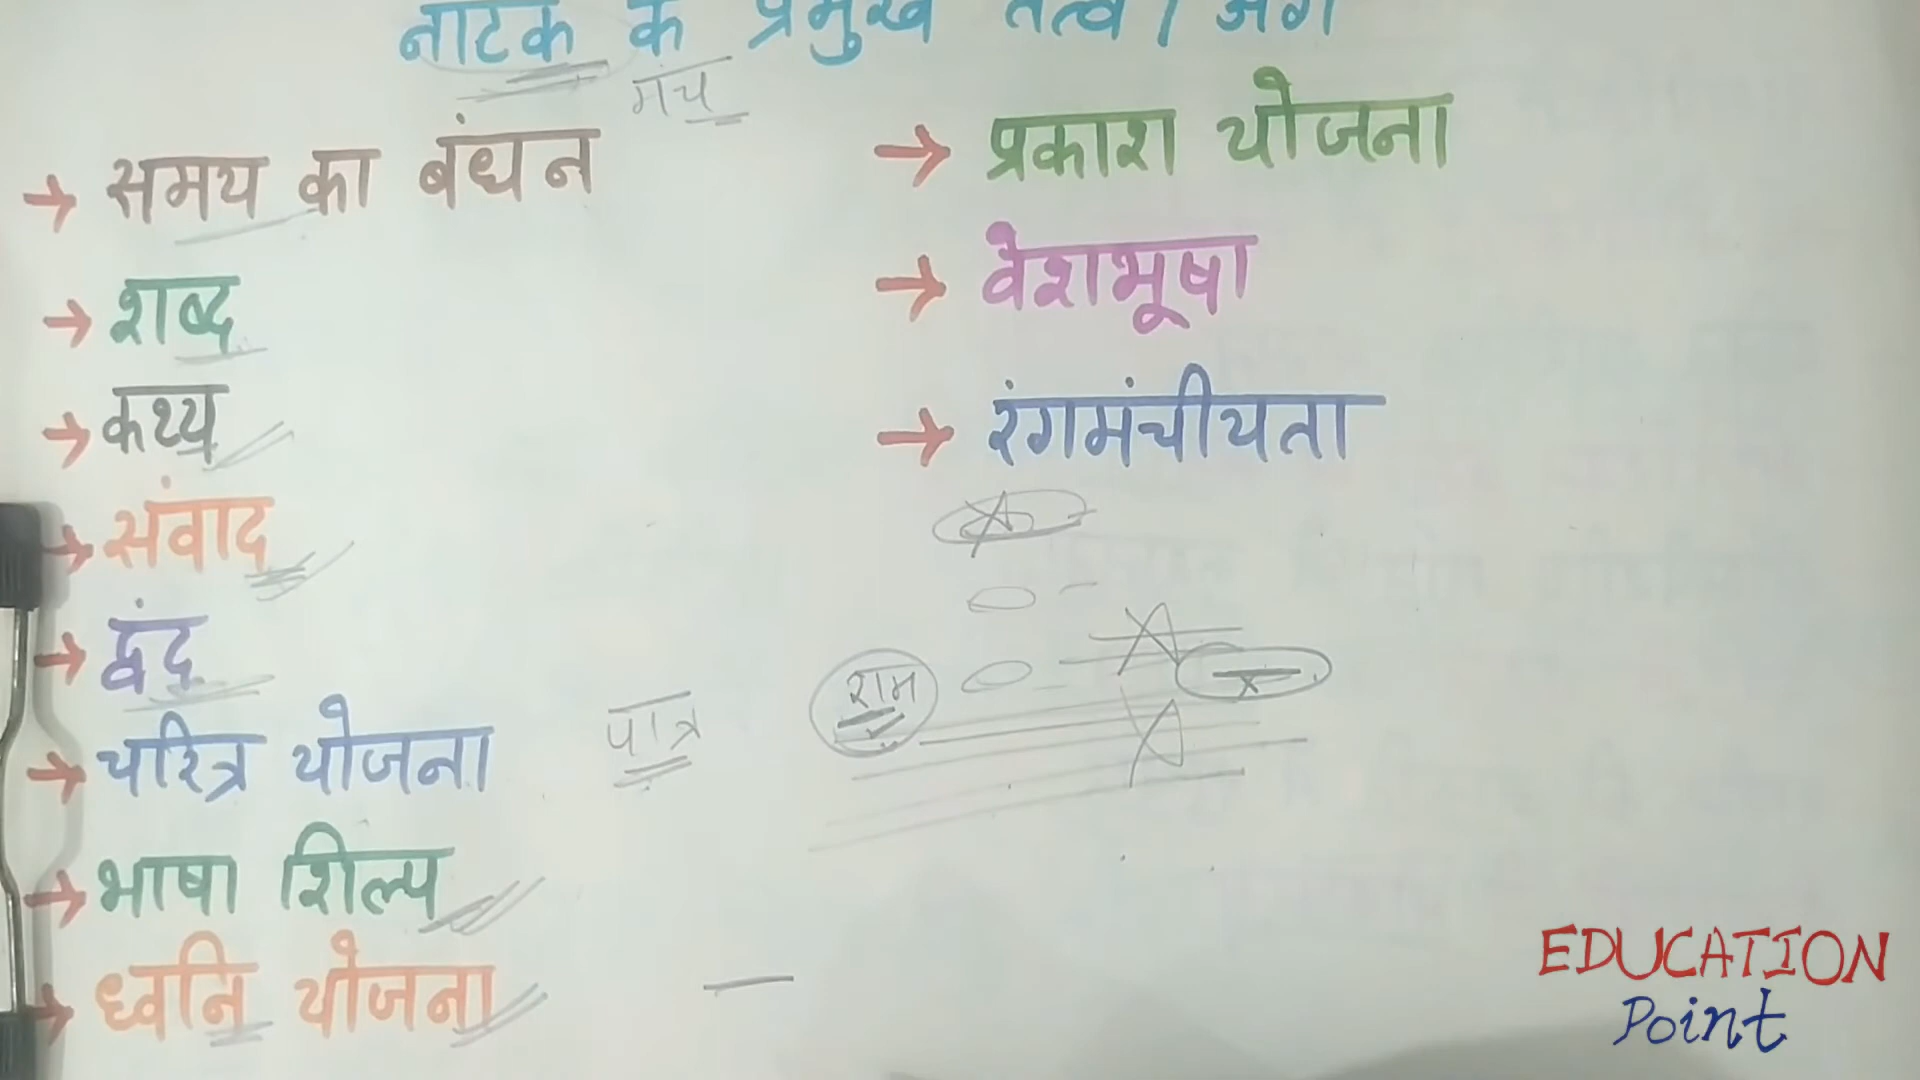 नाटक के प्रमुख तत्व / अंग
मंच
→ समय का बंधन
→ शब्द
→ कथ्य
→ संवाद
→ द्वंद
→ चरित्र योजना
पात्र
राम
→ भाषा शिल्प
→ ध्वनि योजना
→ प्रकाश योजना
→ वेशभूषा
→ रंगमंचीयता
EDUCATION
Point